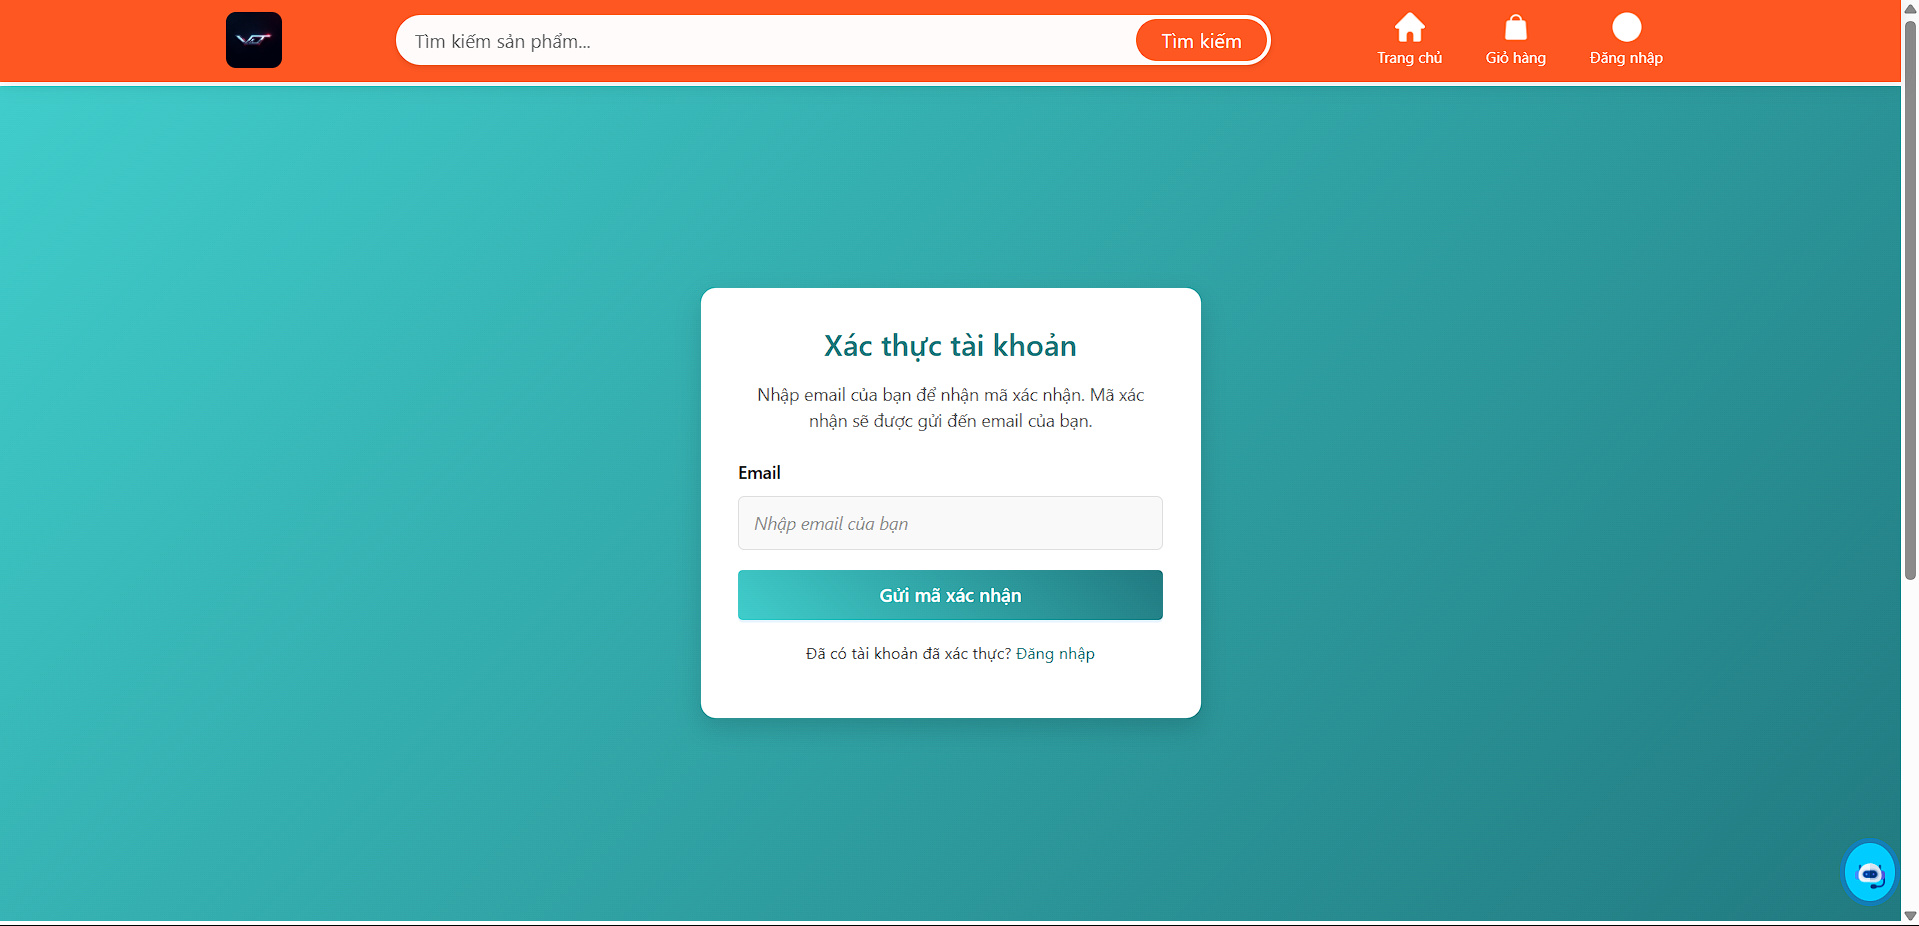 Tìm kiếm sản phẩm...
Tìm kiếm
Trang chủ
Giỏ hàng
Đăng nhập
Xác thực tài khoản
Nhập email của bạn để nhận mã xác nhận. Mã xác
nhận sẽ được gửi đến email của bạn.
Email
Nhập email của bạn
Gửi mã xác nhận
Đã có tài khoản đã xác thực? Đăng nhập